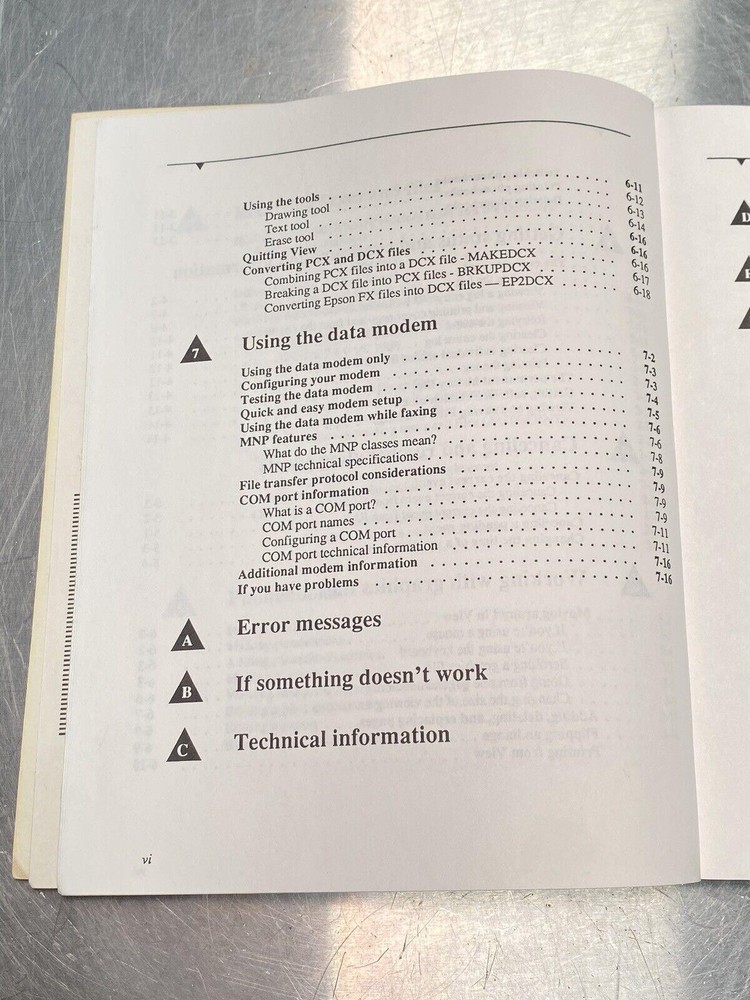 Using the tools . . . . . . . . . . 6-11
Drawing tool . . . . . . . . . . 6-12
Text tool . . . . . . . . . . 6-13
Erase tool . . . . . . . . . . 6-14
Quitting View . . . . . . . . . . 6-16
Converting PCX and DCX files . . . . . . . . . . 6-16
Combining PCX files into a DCX file - MAKEDCX . . . . . 6-16
Breaking a DCX file into PCX files - BRKUPDCX . . . . . 6-17
Converting Epson FX files into DCX files — EP2DCX . . . . . 6-18
7 Using the data modem
Using the data modem only . . . . . . . . . . 7-2
Configuring your modem . . . . . . . . . . 7-3
Testing the data modem . . . . . . . . . . 7-3
Quick and easy modem setup . . . . . . . . . . 7-4
Using the data modem while faxing . . . . . . . . . . 7-5
MNP features . . . . . . . . . . 7-6
What do the MNP classes mean? . . . . . . . . . . 7-6
MNP technical specifications . . . . . . . . . . 7-8
File transfer protocol considerations . . . . . . . . . . 7-9
COM port information . . . . . . . . . . 7-9
What is a COM port? . . . . . . . . . . 7-9
COM port names . . . . . . . . . . 7-9
Configuring a COM port . . . . . . . . . . 7-11
COM port technical information . . . . . . . . . . 7-11
Additional modem information . . . . . . . . . . 7-16
If you have problems . . . . . . . . . . 7-16
A Error messages
B If something doesn't work
C Technical information
vi
D